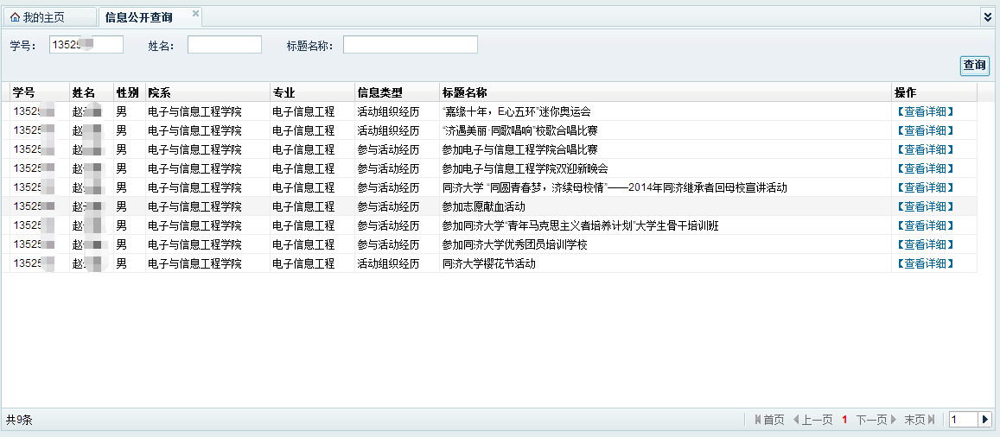 我的主页 信息公开查询
学号： 1352 姓名： 标题名称：
查询
学号 姓名 性别 院系 专业 信息类型 标题名称 操作
13525 赵 男 电子与信息工程学院 电子信息工程 活动组织经历 “嘉缘十年，E心五环”迷你奥运会 【查看详细】
13525 赵 男 电子与信息工程学院 电子信息工程 活动组织经历 “济遇美丽·同歌唱响”校歌合唱比赛 【查看详细】
13525 赵 男 电子与信息工程学院 电子信息工程 参与活动经历 参加电子与信息工程学院合唱比赛 【查看详细】
13525 赵 男 电子与信息工程学院 电子信息工程 参与活动经历 参加电子与信息工程学院双迎新晚会 【查看详细】
13525 赵 男 电子与信息工程学院 电子信息工程 参与活动经历 同济大学 “同圆青春梦，济续母校情”——2014年同济继承者回母校宣讲活动 【查看详细】
13525 赵 男 电子与信息工程学院 电子信息工程 参与活动经历 参加志愿献血活动 【查看详细】
13525 赵 男 电子与信息工程学院 电子信息工程 参与活动经历 参加同济大学“青年马克思主义者培养计划”大学生骨干培训班 【查看详细】
13525 赵 男 电子与信息工程学院 电子信息工程 参与活动经历 参加同济大学优秀团员培训学校 【查看详细】
13525 赵 男 电子与信息工程学院 电子信息工程 活动组织经历 同济大学樱花节活动 【查看详细】
共9条 首页 上一页 1 下一页 末页 1